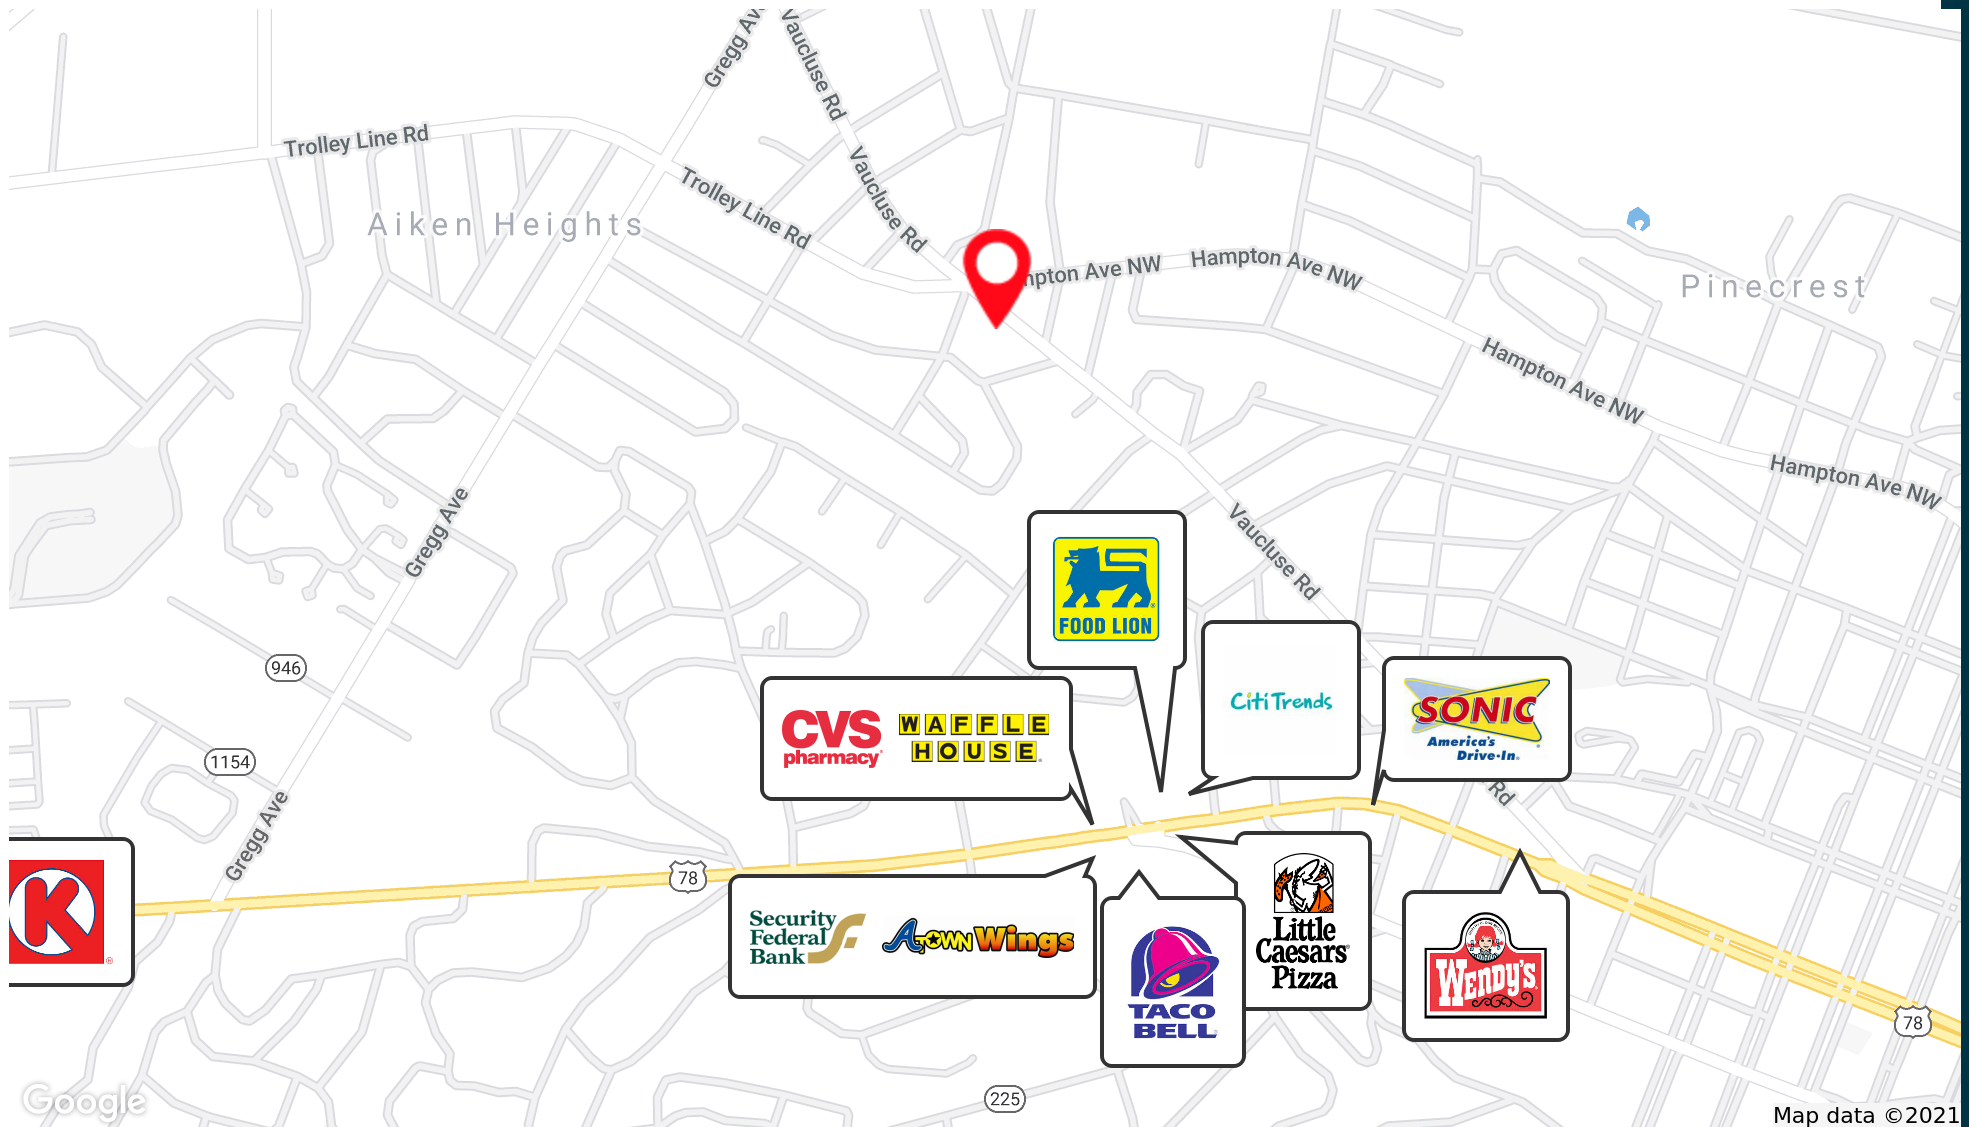 Gregg Ave
Vaucluse Rd
Trolley Line Rd
Trolley Line Rd
Vaucluse Rd
Aiken Heights
mpton Ave NW
Hampton Ave NW
Pinecrest
Hampton Ave NW
Hampton Ave NW
Gregg Ave
Vaucluse Rd
FOOD LION
946
CitiTrends
SONIC
America's
Drive-In
CVS
pharmacy
WAFFLE
HOUSE
1154
Rd
Gregg Ave
K
78
Security
Federal
Bank
A-TOWN Wings
Little
Caesars
Pizza
TACO
BELL
WENDY'S
78
Google
225
Map data ©2021